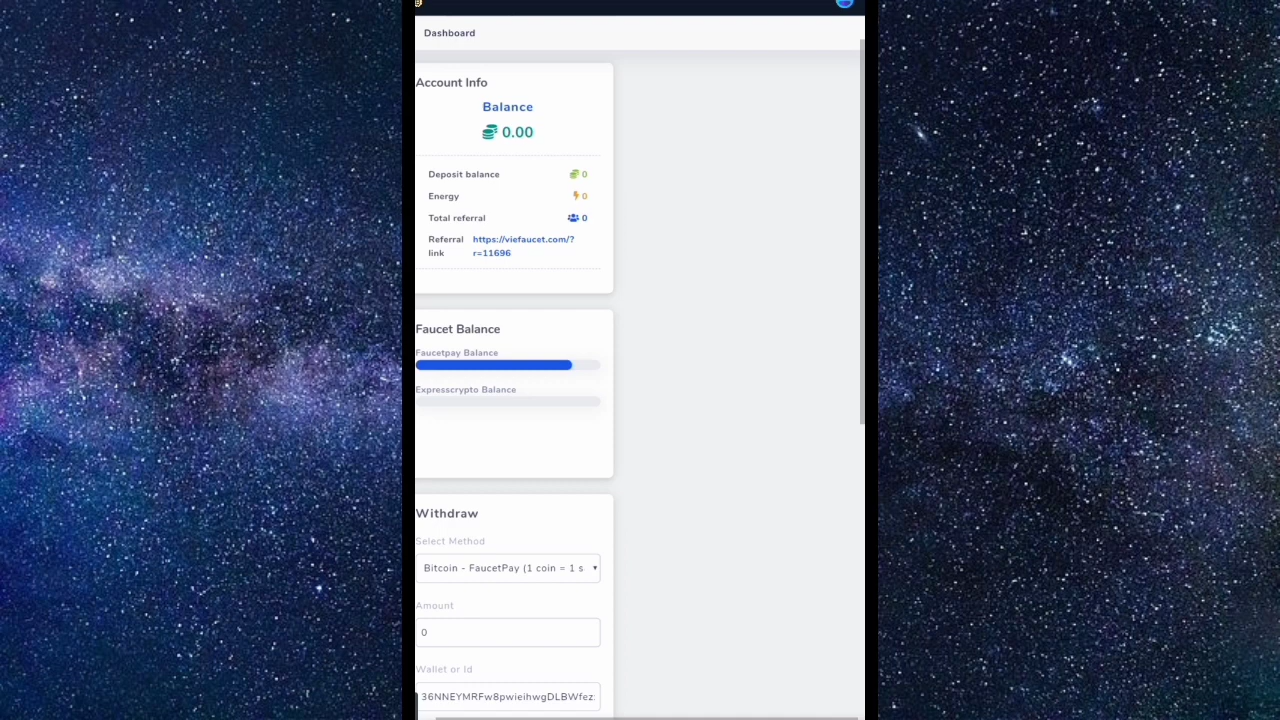 Dashboard
Account Info
Balance
0.00
Deposit balance 0
Energy 0
Total referral 0
Referral link https://viefaucet.com/?r=11696
Faucet Balance
Faucetpay Balance
Expresscrypto Balance
Withdraw
Select Method
Bitcoin - FaucetPay (1 coin = 1 s
Amount
0
Wallet or Id
36NNEYMRFw8pwieihwgDLBWfez